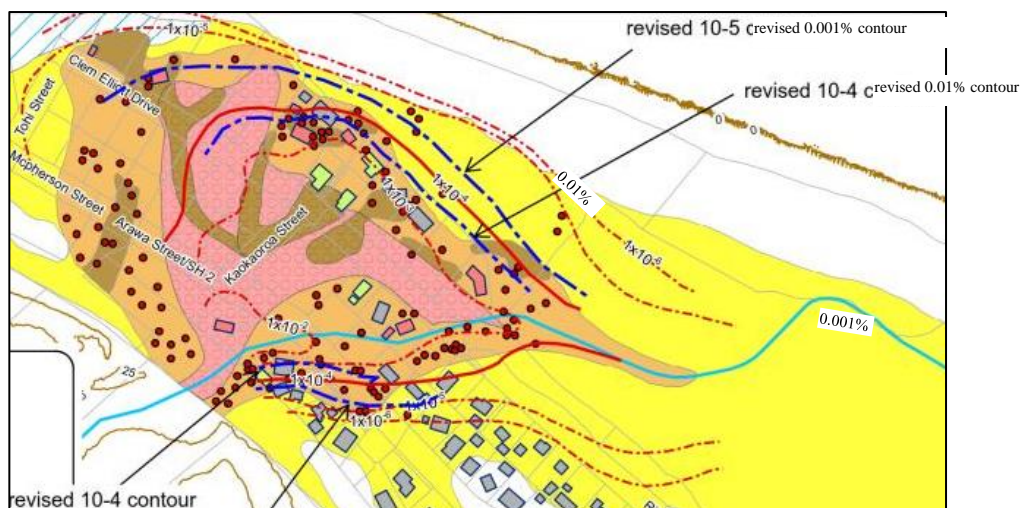 1x10-5
revised 10-5 c
revised 0.001% contour
revised 10-4 c
revised 0.01% contour
Clem Elliott Drive
Tohi Street
Mcpherson Street
Arawa Street/SH 2
Kaokaoroa Street
1x10-4
1x10-3
0.01%
0 0
1x10-6
0.001%
1x10-2
25
1x10-4
1x10-5
1x10-6
revised 10-4 contour